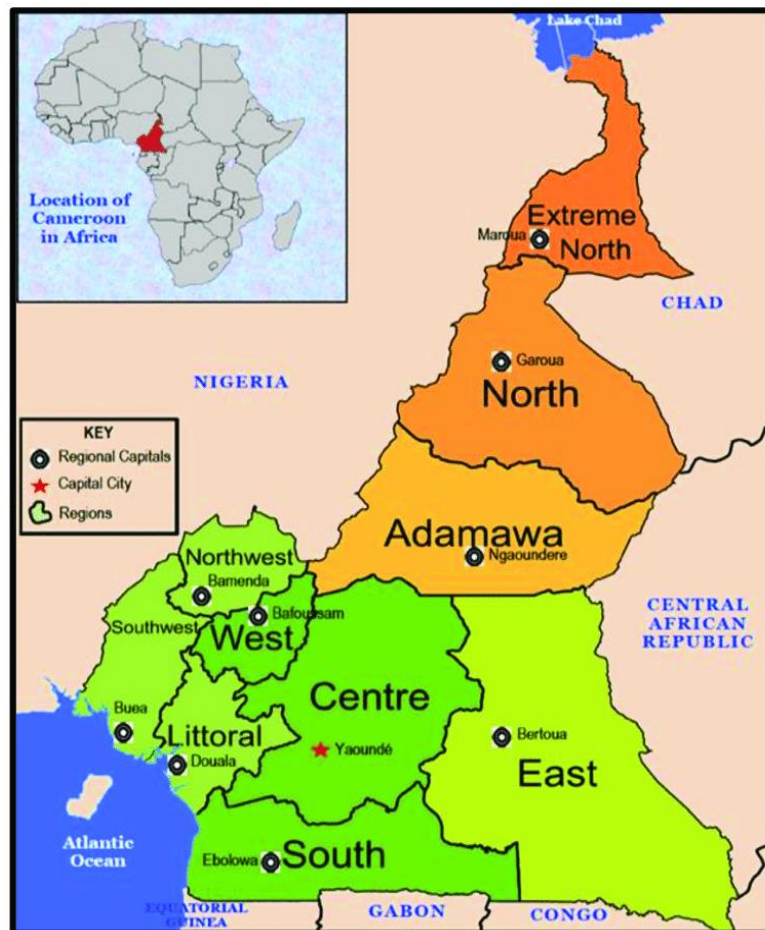 Lake Chad
Location of
Cameroon
in Africa
Extreme
North
Maroua
CHAD
Garoua
North
NIGERIA
KEY
Regional Capitals
Capital City
Regions
Adamawa
Ngaoundere
Northwest
Bamenda
Bafoussam
West
Southwest
CENTRAL
AFRICAN
REPUBLIC
Centre
Buea
Littoral
Douala
Yaoundé
Bertoua
East
Atlantic
Ocean
Ebolowa
South
EQUATORIAL
GUINEA
GABON
CONGO